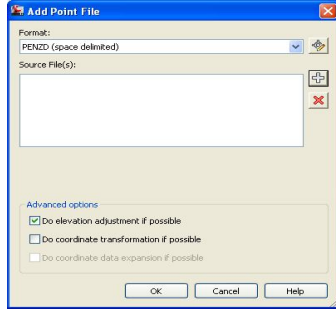 Add Point File
Format:
PENZD (space delimited)
Source File(s):
Advanced options
Do elevation adjustment if possible
Do coordinate transformation if possible
Do coordinate data expansion if possible
OK Cancel Help